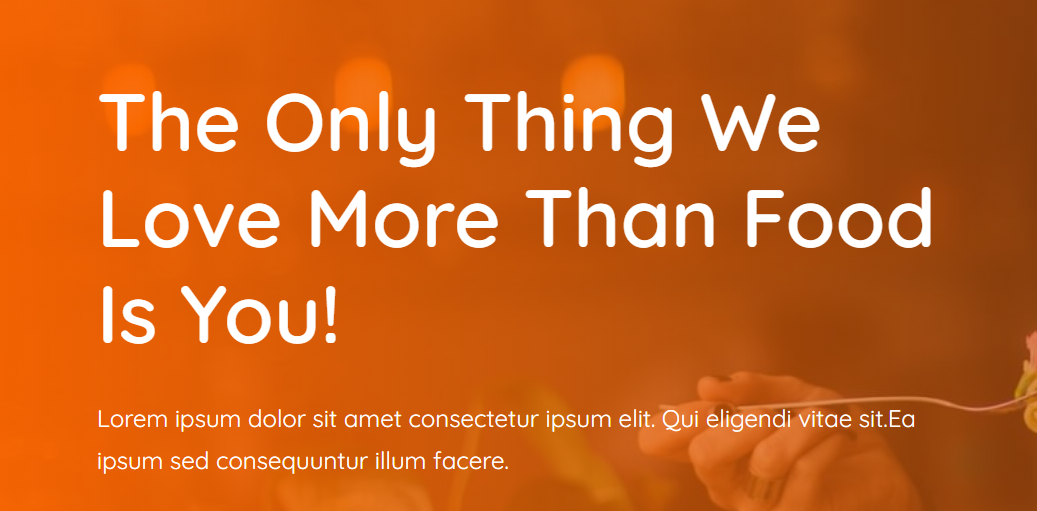 The Only Thing We
Love More Than Food
Is You!
Lorem ipsum dolor sit amet consectetur ipsum elit. Qui eligendi vitae sit.Ea
ipsum sed consequuntur illum facere.